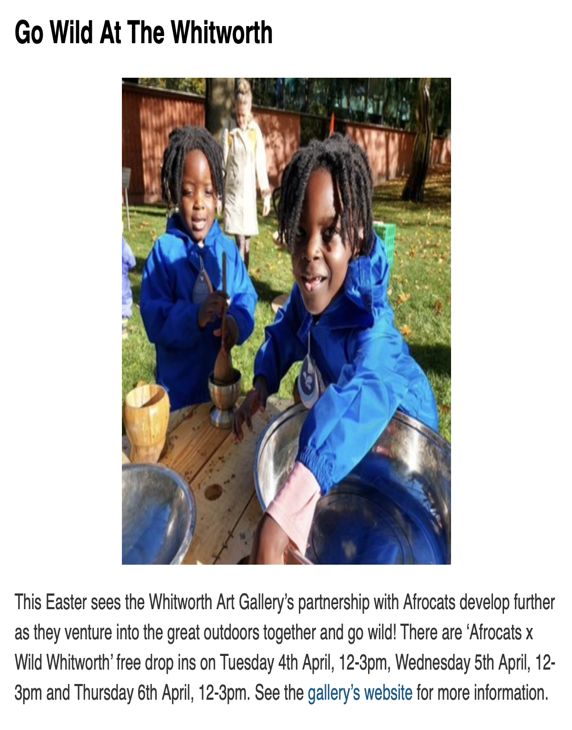 Go Wild At The Whitworth
This Easter sees the Whitworth Art Gallery’s partnership with Afrocats develop further
as they venture into the great outdoors together and go wild! There are ‘Afrocats x
Wild Whitworth’ free drop ins on Tuesday 4th April, 12-3pm, Wednesday 5th April, 12-
3pm and Thursday 6th April, 12-3pm. See the gallery’s website for more information.